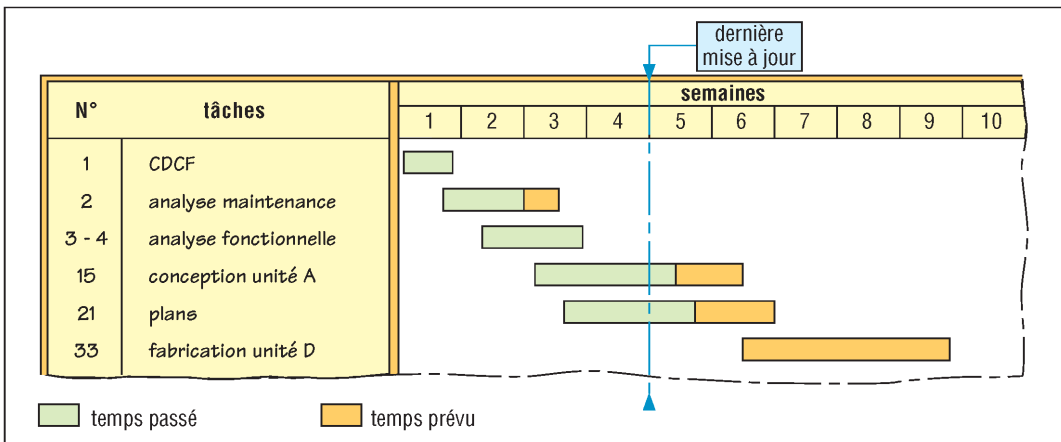 dernière
mise à jour
N° tâches semaines
1 2 3 4 5 6 7 8 9 10
1 CDCF
2 analyse maintenance
3 - 4 analyse fonctionnelle
15 conception unité A
21 plans
33 fabrication unité D
temps passé temps prévu